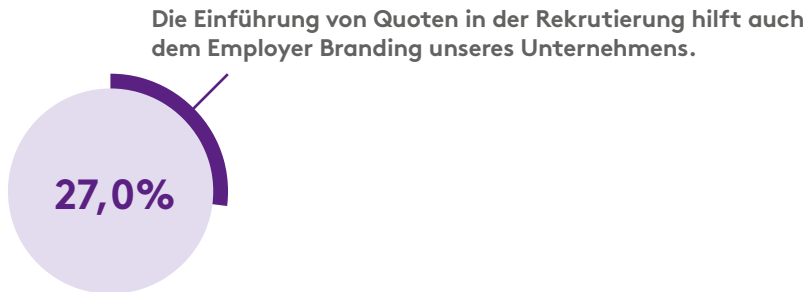 Die Einführung von Quoten in der Rekrutierung hilft auch
dem Employer Branding unseres Unternehmens.
27,0%